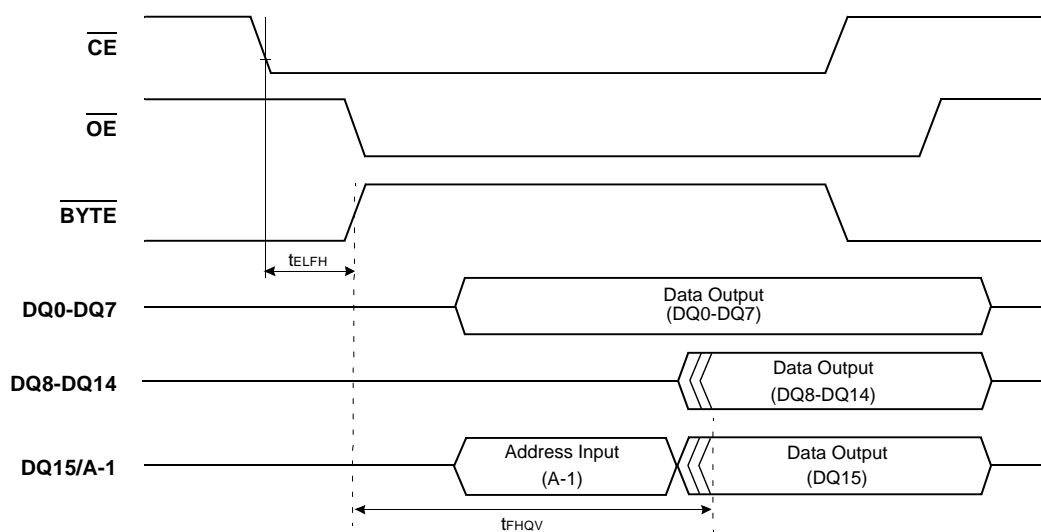 CE
OE
BYTE
tELFH
DQ0-DQ7
Data Output
(DQ0-DQ7)
DQ8-DQ14
Data Output
(DQ8-DQ14)
DQ15/A-1
Address Input
(A-1)
Data Output
(DQ15)
tFHQV